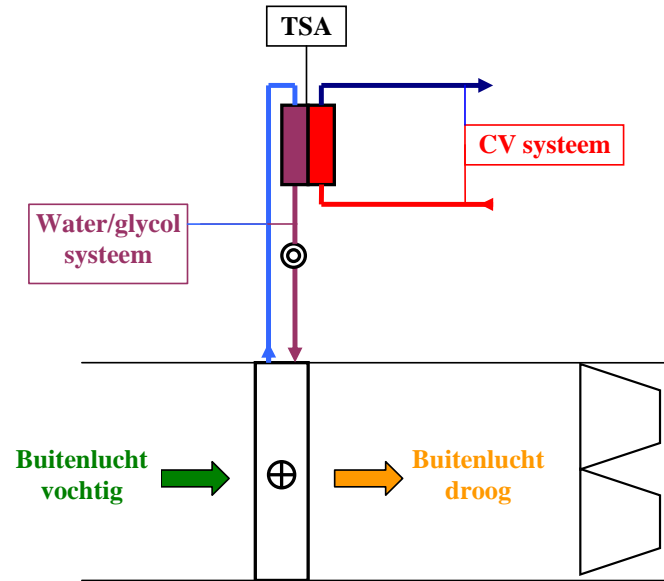 TSA
CV systeem
Water/glycol
systeem
Buitenlucht
vochtig
Buitenlucht
droog